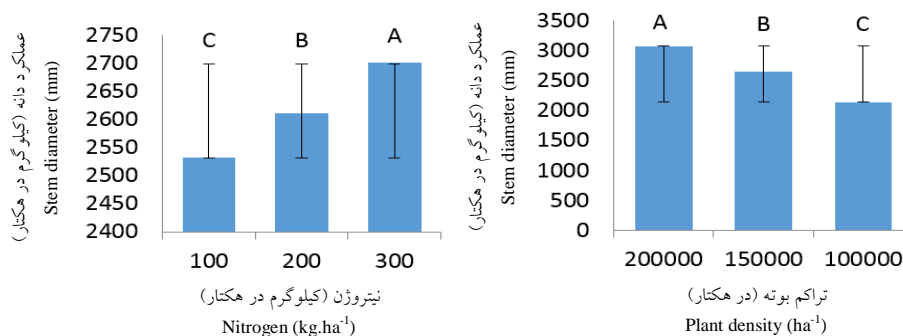 عملکرد دانه (کیلوگرم در هکتار)
Stem diameter (mm)
2750
2700
2650
2600
2550
2500
2450
2400
C
B
A
100
200
300
نیتروژن (کیلوگرم در هکتار)
Nitrogen (kg.ha⁻¹)
عملکرد دانه (کیلوگرم در هکتار)
Stem diameter (mm)
3500
3000
2500
2000
1500
1000
500
0
A
B
C
200000
150000
100000
تراکم بوته (در هکتار)
Plant density (ha⁻¹)